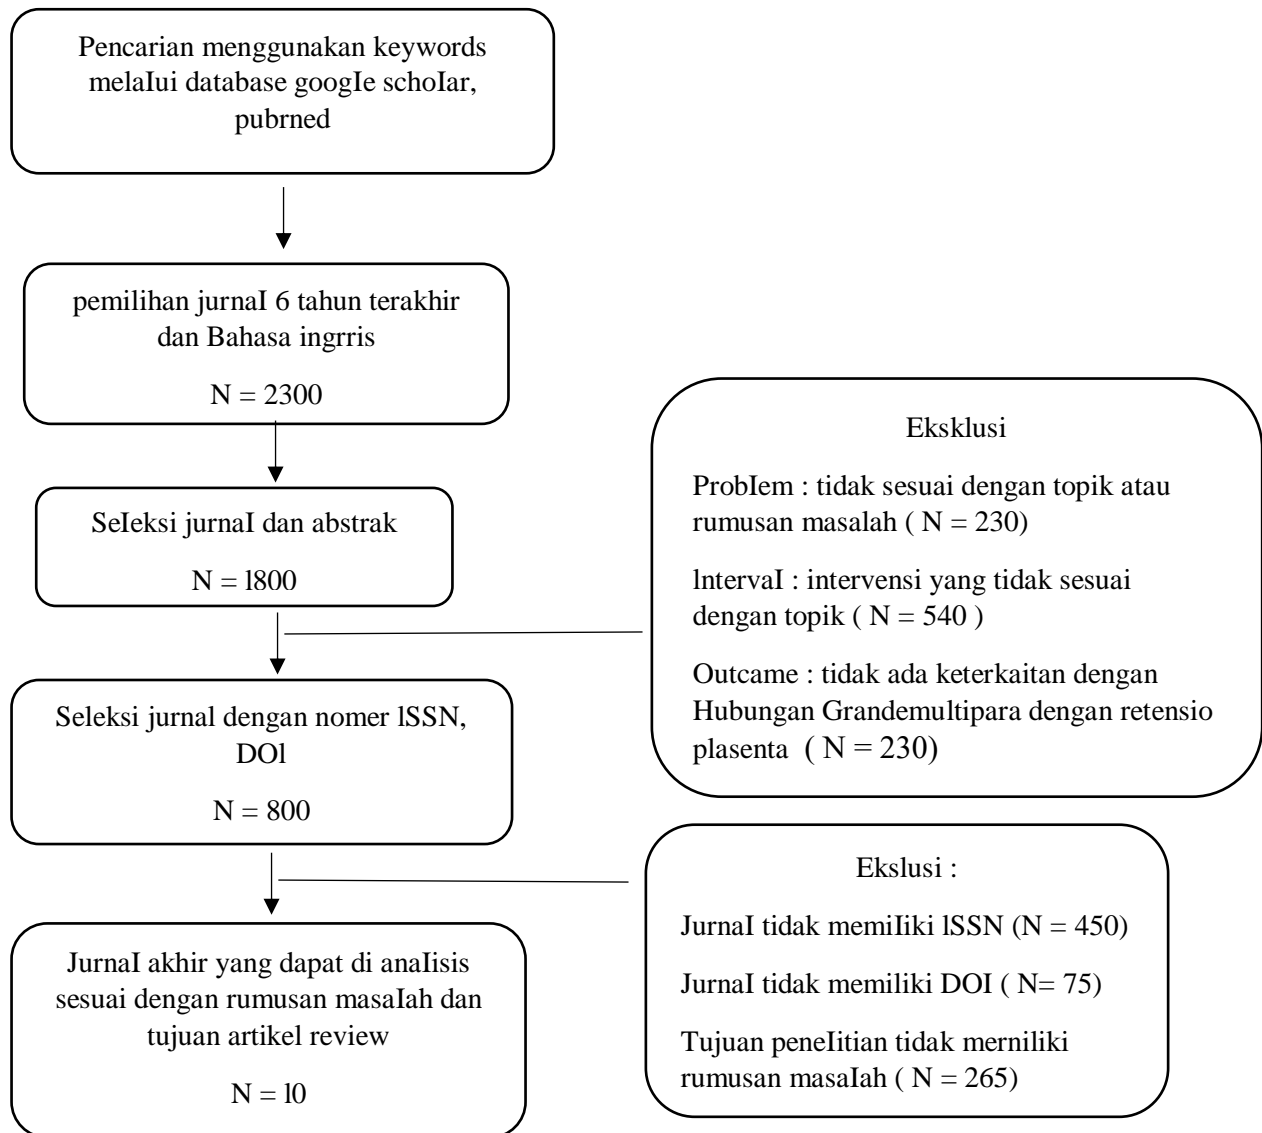 Pencarian menggunakan keywords
melaIui database googIe schoIar,
pubrned
pemilihan jurnaI 6 tahun terakhir
dan Bahasa ingrris
N = 2300
SeIeksi jurnaI dan abstrak
N = l800
Eksklusi
ProbIem : tidak sesuai dengan topik atau
rumusan masalah ( N = 230)
lntervaI : intervensi yang tidak sesuai
dengan topik ( N = 540 )
Outcame : tidak ada keterkaitan dengan
Hubungan Grandemultipara dengan retensio
plasenta ( N = 230)
Seleksi jurnal dengan nomer lSSN,
DOl
N = 800
Ekslusi :
JurnaI tidak memiIiki lSSN (N = 450)
JurnaI tidak memiliki DOI ( N= 75)
Tujuan peneIitian tidak merniliki
rumusan masaIah ( N = 265)
JurnaI akhir yang dapat di anaIisis
sesuai dengan rumusan masaIah dan
tujuan artikel review
N = l0